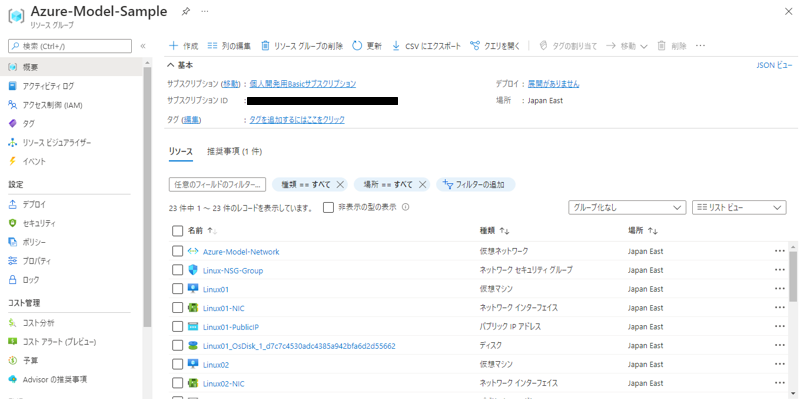 Azure-Model-Sample
リソース グループ
検索 (Ctrl+/)
概要
アクティビティ ログ
アクセス制御 (IAM)
タグ
リソース ビジュアライザー
イベント
設定
デプロイ
セキュリティ
ポリシー
プロパティ
ロック
コスト管理
コスト分析
コスト アラート (プレビュー)
予算
Advisor の推奨事項
作成 列の編集 リソース グループの削除 更新 CSV にエクスポート クエリを開く タグの割り当て 移動 削除
基本 JSON ビュー
サブスクリプション (移動) : 個人開発用Basicサブスクリプション デプロイ : 展開がありません
サブスクリプション ID : 場所 : Japan East
タグ (編集) : タグを追加するにはここをクリック
リソース 推奨事項 (1 件)
任意のフィールドのフィルター... 種類 == すべて 場所 == すべて フィルターの追加
23 件中 1 ~ 23 件のレコードを表示しています。 非表示の型の表示 グループ化なし リスト ビュー
名前 種類 場所
Azure-Model-Network 仮想ネットワーク Japan East
Linux-NSG-Group ネットワーク セキュリティ グループ Japan East
Linux01 仮想マシン Japan East
Linux01-NIC ネットワーク インターフェイス Japan East
Linux01-PublicIP パブリック IP アドレス Japan East
Linux01_OsDisk_1_d7c7c4530adc4385a942bfa6d2d55662 ディスク Japan East
Linux02 仮想マシン Japan East
Linux02-NIC ネットワーク インターフェイス Japan East